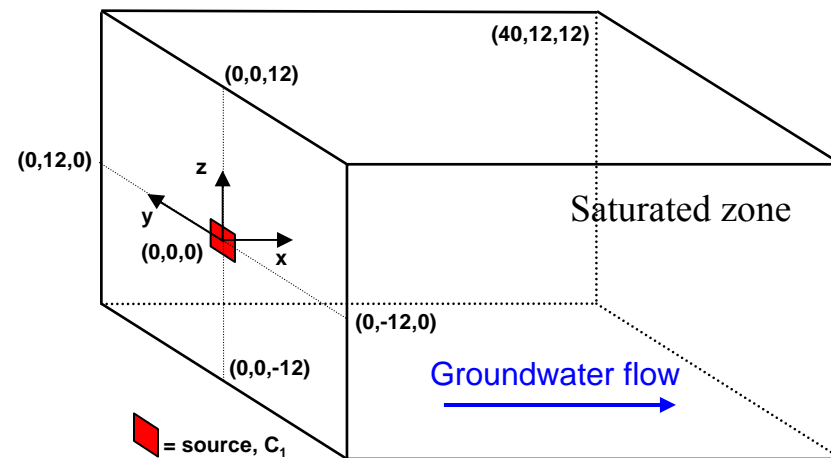 (40,12,12)
(0,0,12)
(0,12,0)
z
y
Saturated zone
(0,0,0)
x
(0,-12,0)
(0,0,-12)
Groundwater flow
= source, C₁